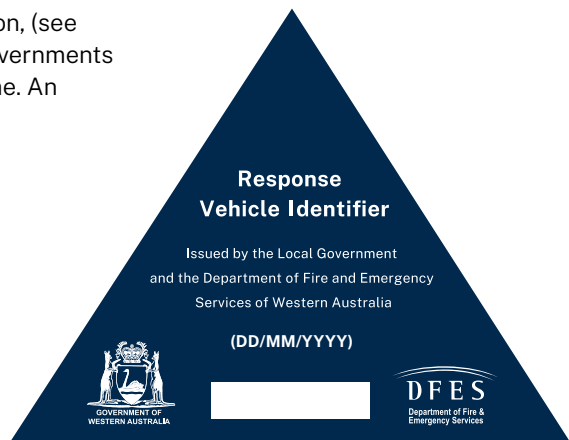 on, (see
vernments
ne. An
Response
Vehicle Identifier
Issued by the Local Government
and the Department of Fire and Emergency
Services of Western Australia
(DD/MM/YYYY)
GOVERNMENT OF
WESTERN AUSTRALIA
DFES
Department of Fire &
Emergency Services